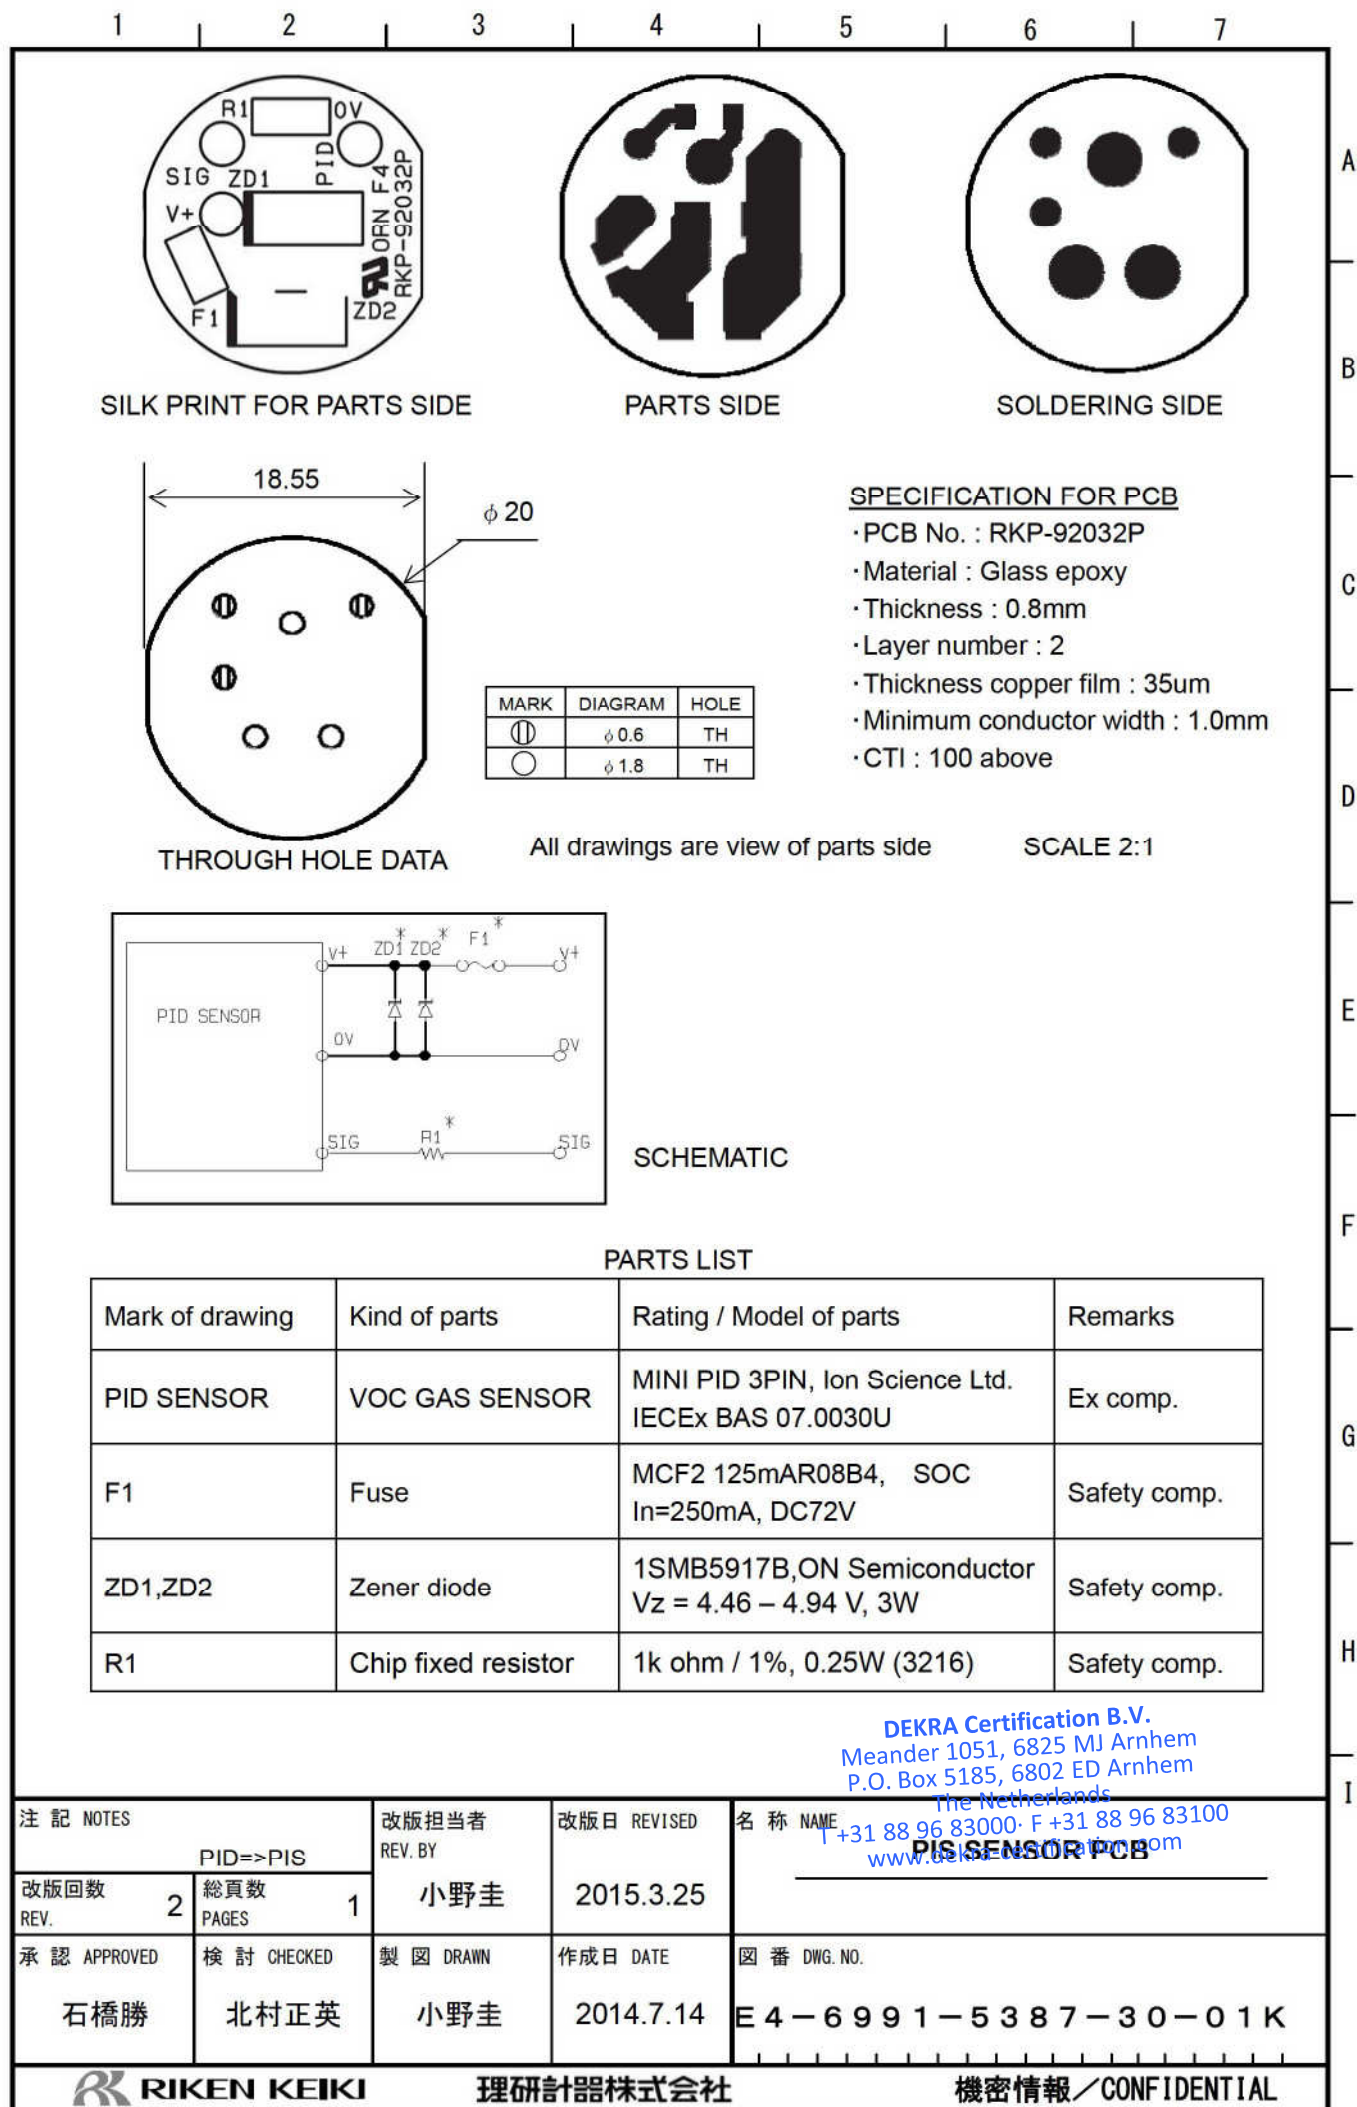 1 2 3 4 5 6 7
A
B
C
D
E
F
G
H
I
R1
0V
SIG
ZD1
PID
V+
ORN F4
RKP-92032P
F1
ZD2
SILK PRINT FOR PARTS SIDE
PARTS SIDE
SOLDERING SIDE
18.55
φ 20
THROUGH HOLE DATA
MARK DIAGRAM HOLE
φ 0.6 TH
φ 1.8 TH
SPECIFICATION FOR PCB
・PCB No. : RKP-92032P
・Material : Glass epoxy
・Thickness : 0.8mm
・Layer number : 2
・Thickness copper film : 35um
・Minimum conductor width : 1.0mm
・CTI : 100 above
All drawings are view of parts side
SCALE 2:1
PID SENSOR
V+ ZD1* ZD2* F1* V+
0V 0V
SIG R1* SIG
SCHEMATIC
PARTS LIST
Mark of drawing Kind of parts Rating / Model of parts Remarks
PID SENSOR VOC GAS SENSOR MINI PID 3PIN, Ion Science Ltd. Ex comp.
IECEx BAS 07.0030U
F1 Fuse MCF2 125mAR08B4, SOC Safety comp.
In=250mA, DC72V
ZD1,ZD2 Zener diode 1SMB5917B,ON Semiconductor Safety comp.
Vz = 4.46 – 4.94 V, 3W
R1 Chip fixed resistor 1k ohm / 1%, 0.25W (3216) Safety comp.
DEKRA Certification B.V.
Meander 1051, 6825 MJ Arnhem
P.O. Box 5185, 6802 ED Arnhem
The Netherlands
T +31 88 96 83000· F +31 88 96 83100
www.dekra-certification.com
注 記 NOTES
PID=>PIS
改版担当者
REV. BY
小野圭
改版日 REVISED
2015.3.25
名 称 NAME
PIS SENSOR PCB
改版回数
REV.
2
総頁数
PAGES
1
承 認 APPROVED
石橋勝
検 討 CHECKED
北村正英
製 図 DRAWN
小野圭
作成日 DATE
2014.7.14
図 番 DWG. NO.
E4-6991-5387-30-01K
RIKEN KEIKI 理研計器株式会社 機密情報/CONFIDENTIAL